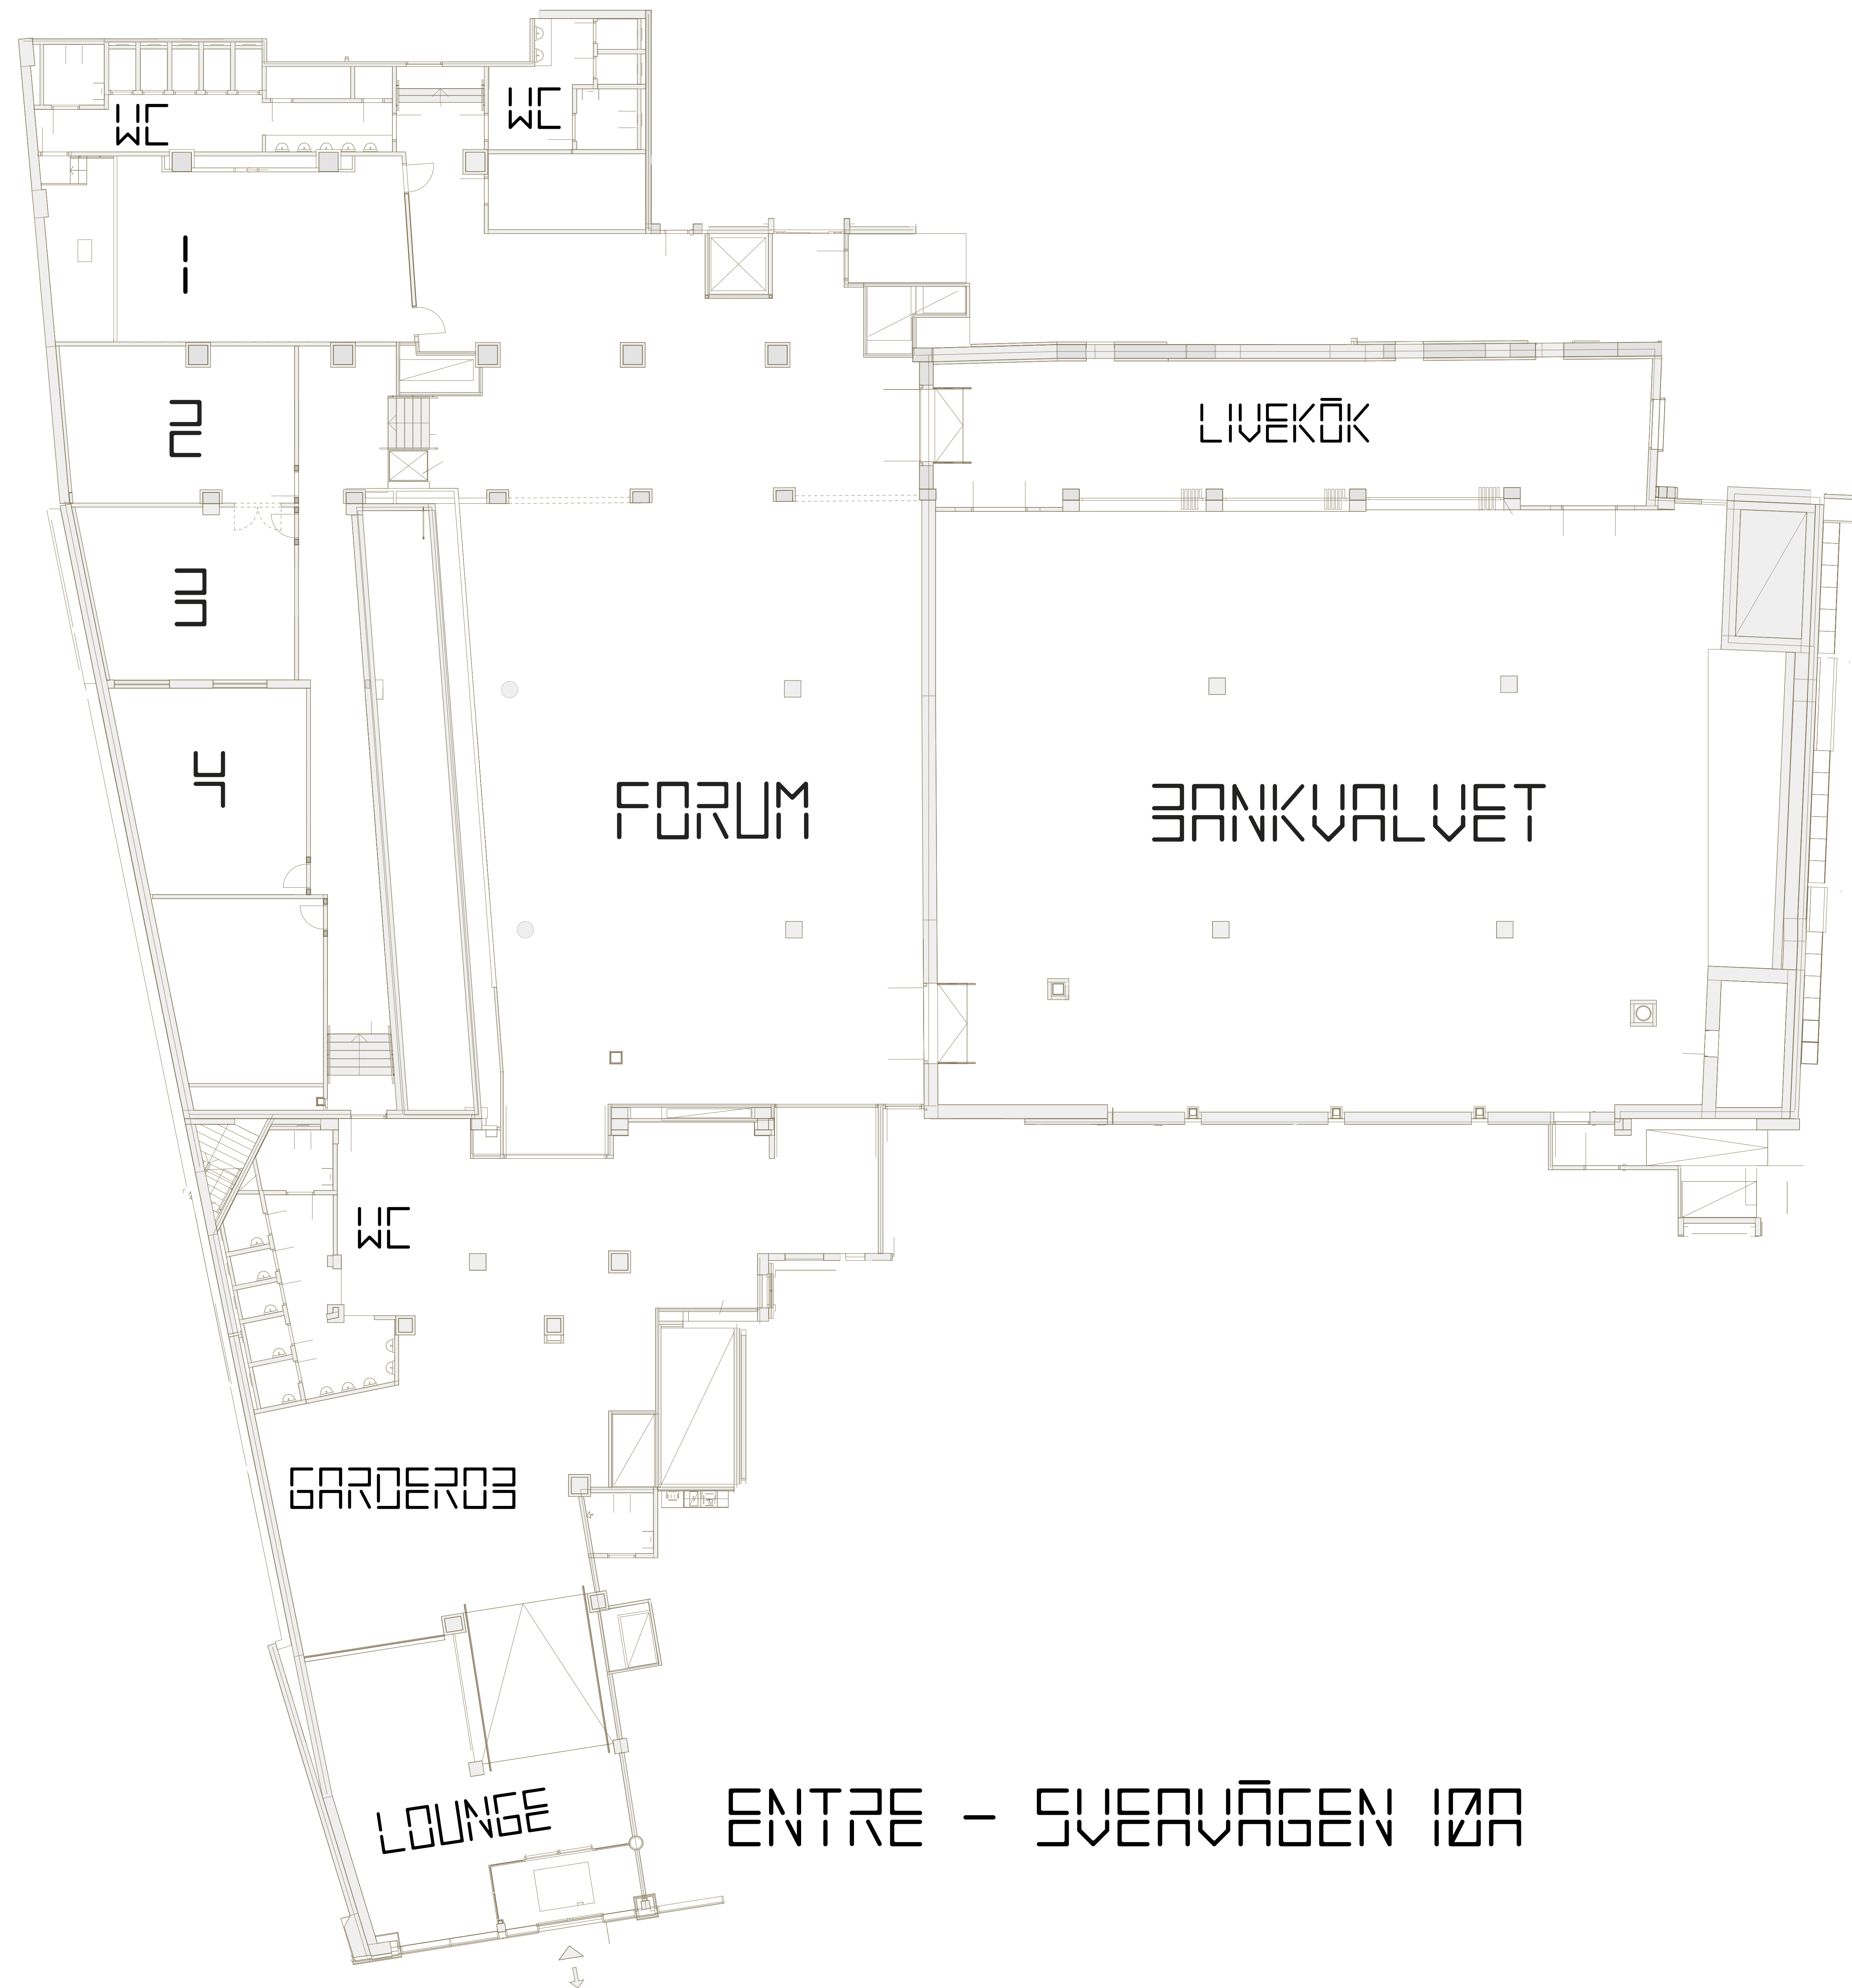 WC
WC
1
2
LIVEKÖK
3
4
FORUM
BANKVALVET
WC
GARDEROB
LOUNGE
ENTRE - SVEAVÄGEN 10A